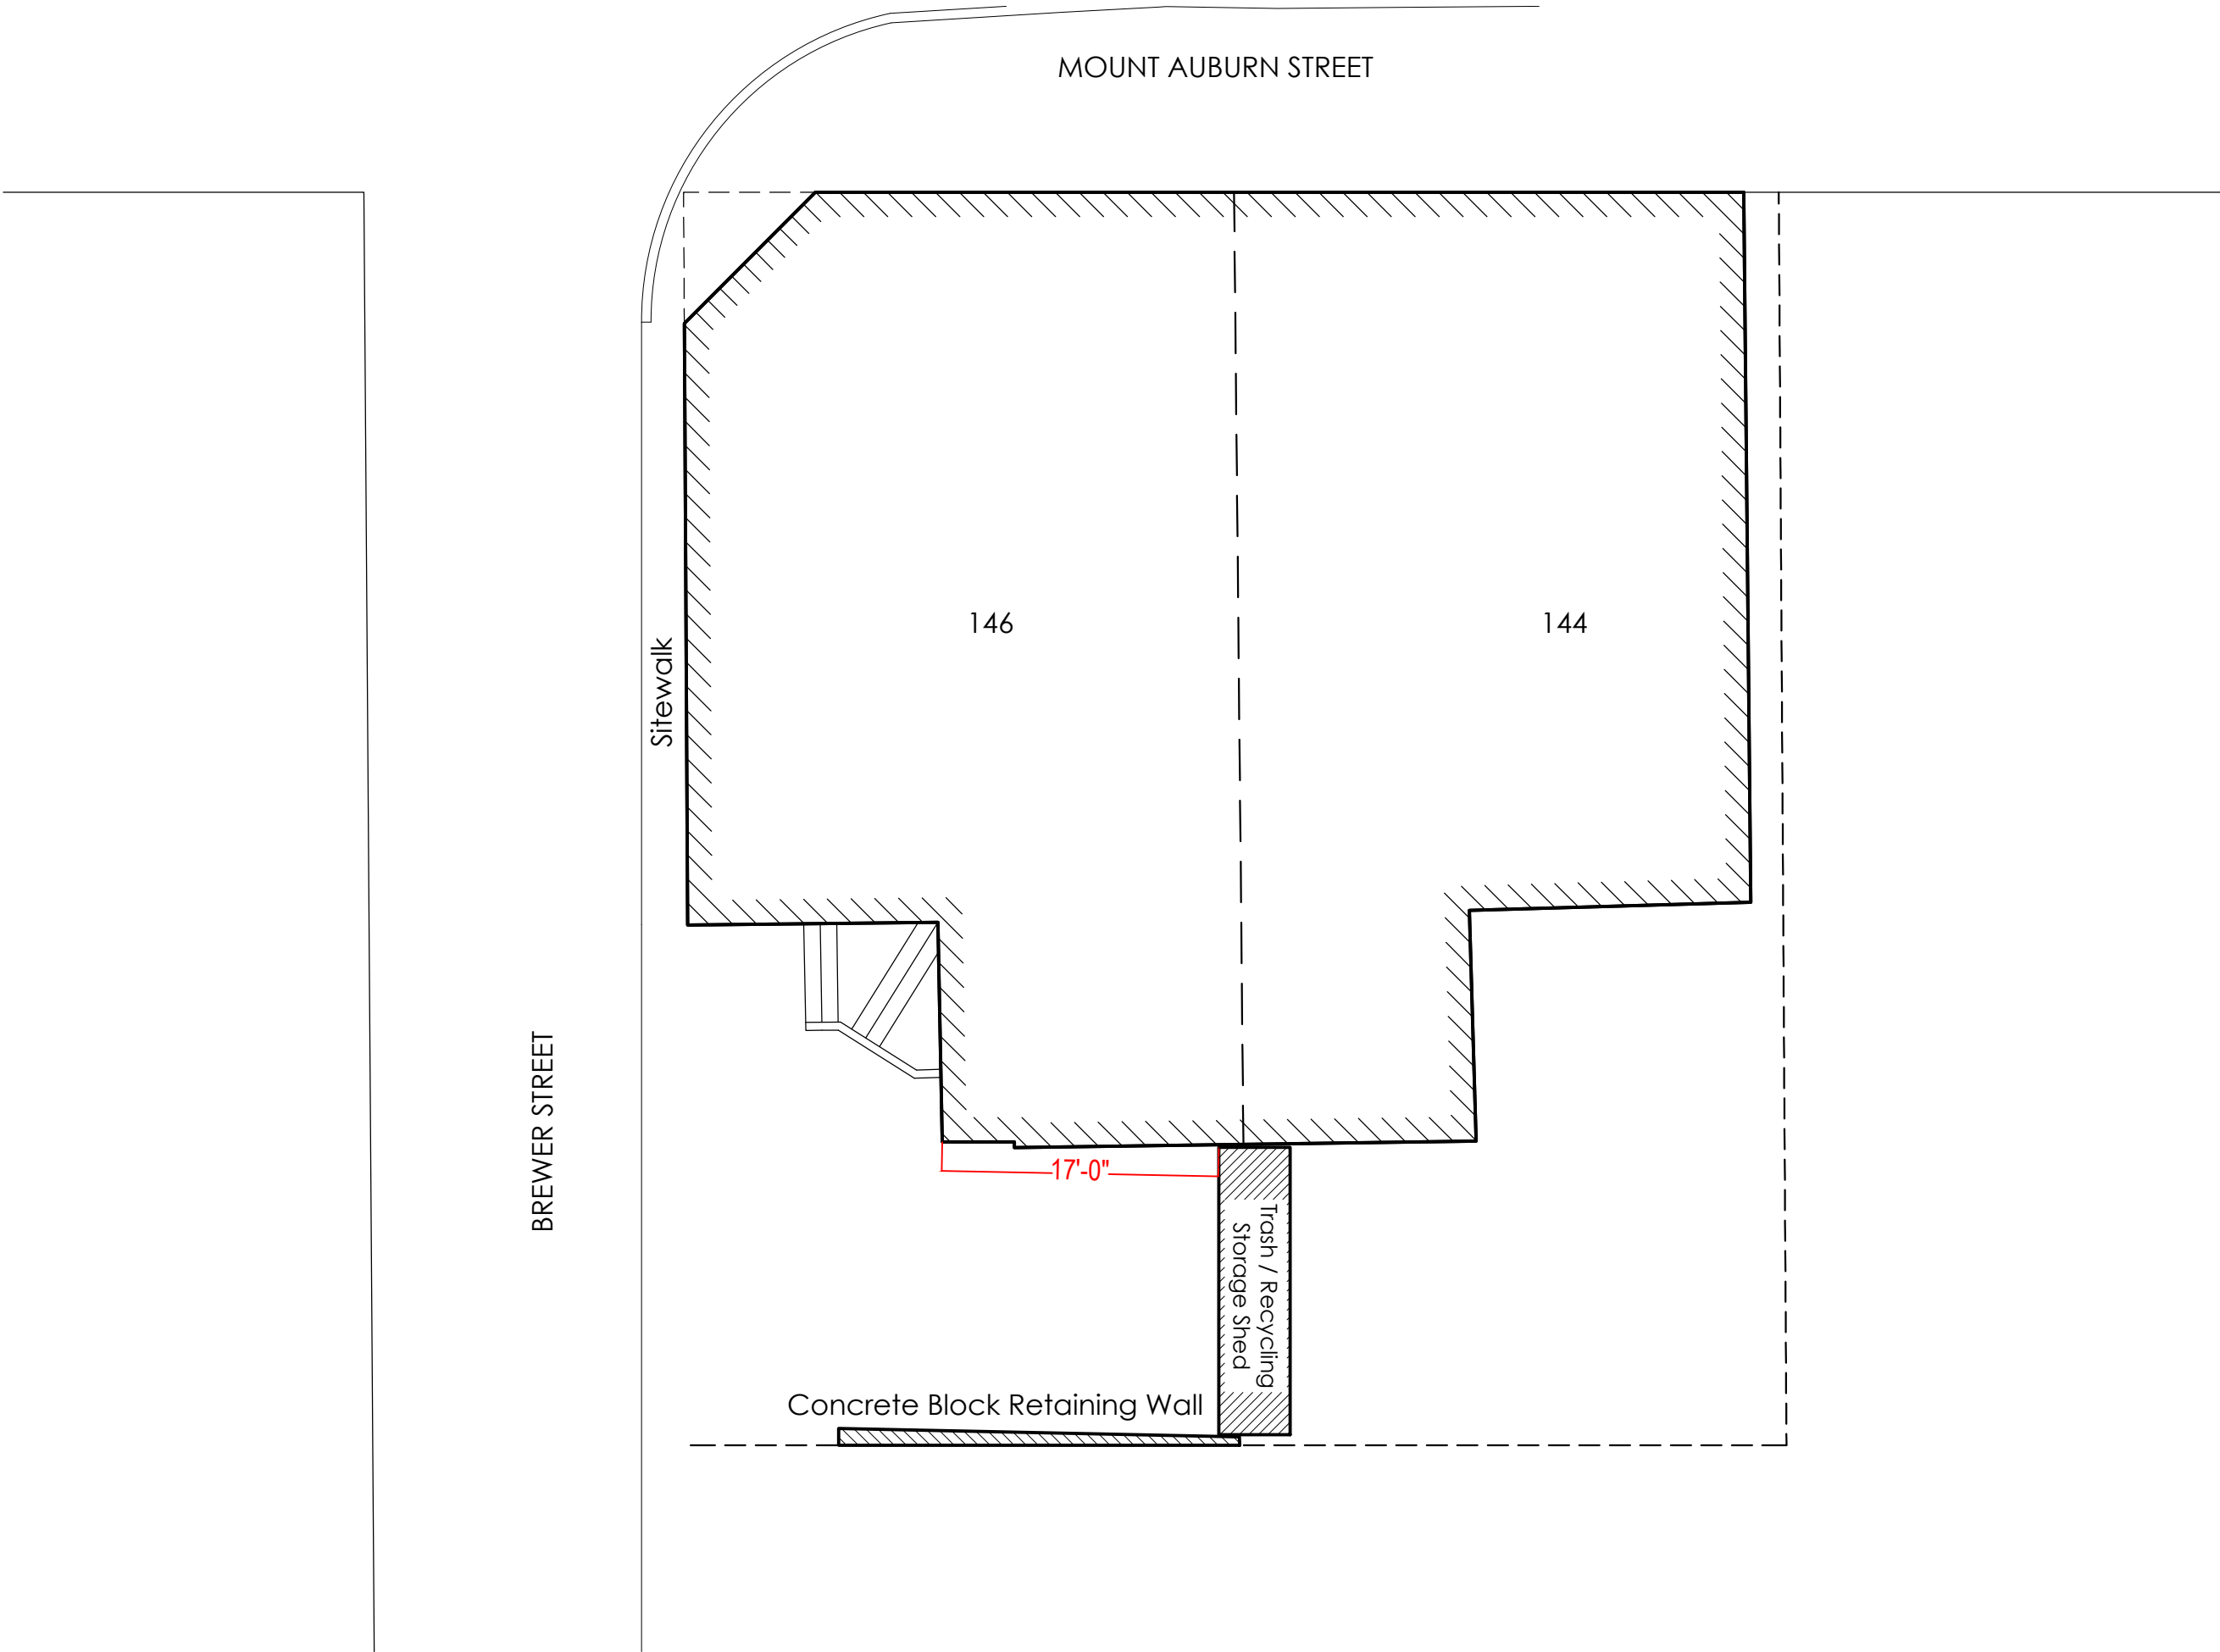 MOUNT AUBURN STREET
146
144
Sitewalk
BREWER STREET
17'-0"
Trash / Recycling
Storage Shed
Concrete Block Retaining Wall